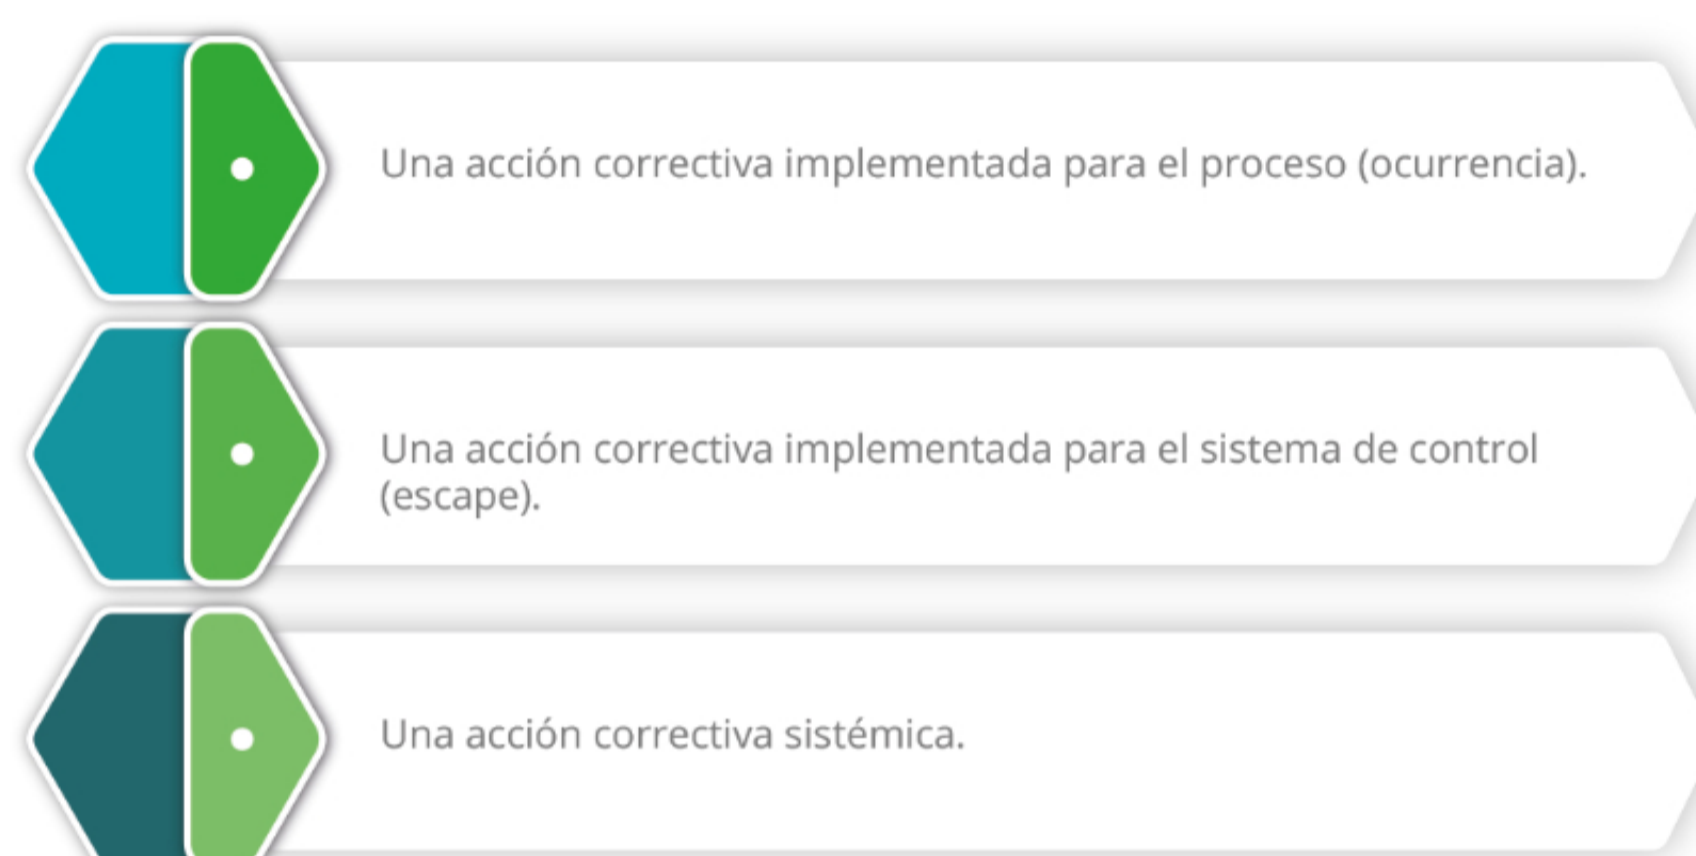 Una acción correctiva implementada para el proceso (ocurrencia).
Una acción correctiva implementada para el sistema de control
(escape).
Una acción correctiva sistémica.